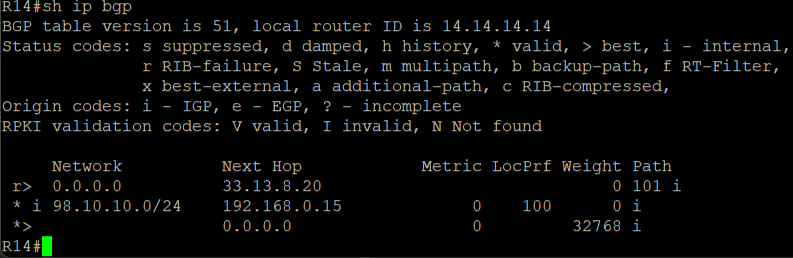 R14#sh ip bgp
BGP table version is 51, local router ID is 14.14.14.14
Status codes: s suppressed, d damped, h history, * valid, > best, i - internal,
              r RIB-failure, S Stale, m multipath, b backup-path, f RT-Filter,
              x best-external, a additional-path, c RIB-compressed,
Origin codes: i - IGP, e - EGP, ? - incomplete
RPKI validation codes: V valid, I invalid, N Not found

     Network          Next Hop            Metric LocPrf Weight Path
 r>  0.0.0.0          33.13.8.20                             0 101 i
 * i 98.10.10.0/24    192.168.0.15             0    100      0 i
 *>                   0.0.0.0                  0         32768 i
R14#